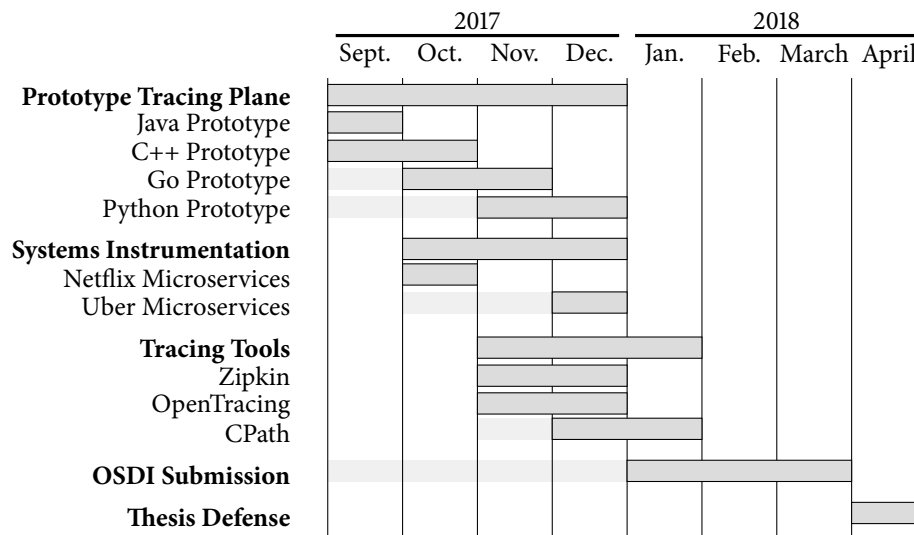 2017 2018
Sept. Oct. Nov. Dec. Jan. Feb. March April
Prototype Tracing Plane
Java Prototype
C++ Prototype
Go Prototype
Python Prototype
Systems Instrumentation
Netflix Microservices
Uber Microservices
Tracing Tools
Zipkin
OpenTracing
CPath
OSDI Submission
Thesis Defense